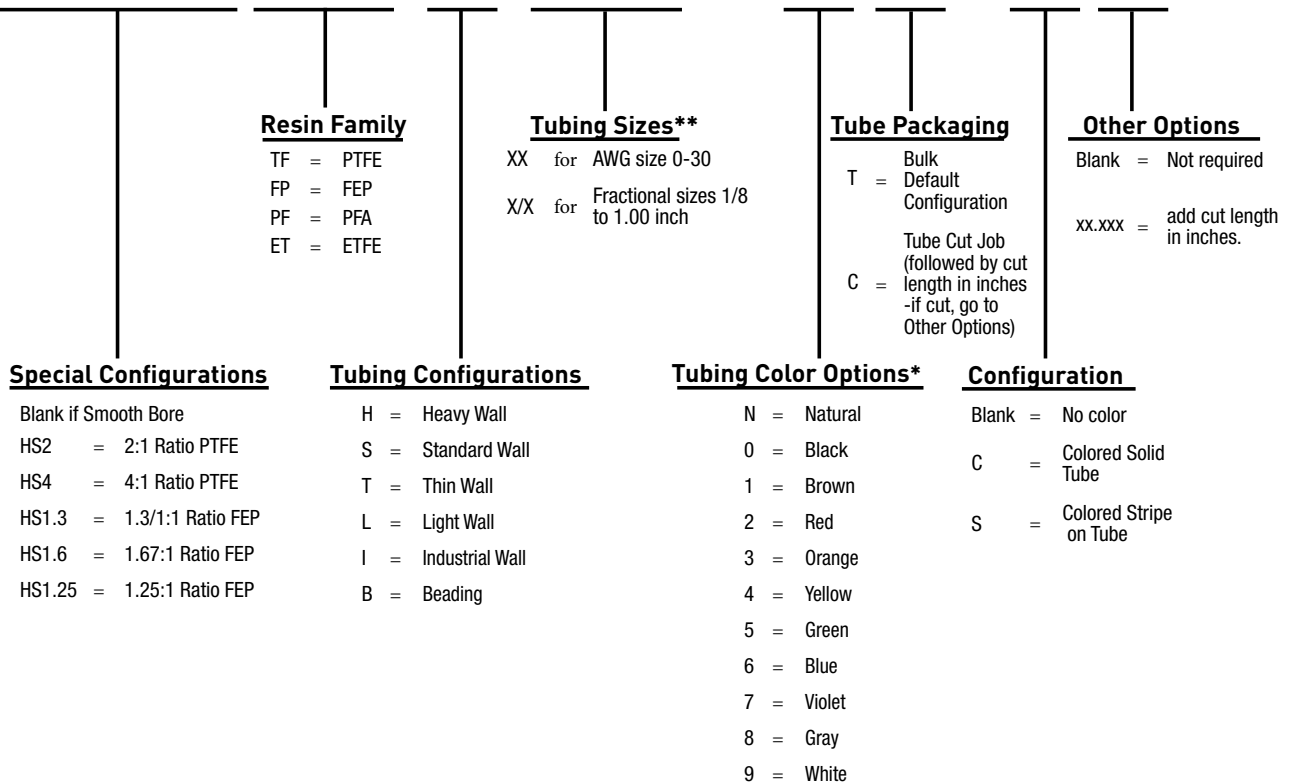 Resin Family
TF = PTFE
FP = FEP
PF = PFA
ET = ETFE
Tubing Sizes**
XX for AWG size 0-30
X/X for Fractional sizes 1/8
to 1.00 inch
Tube Packaging
T = Bulk
Default
Configuration
C = Tube Cut Job
(followed by cut
length in inches
-if cut, go to
Other Options)
Other Options
Blank = Not required
xx.xxx = add cut length
in inches.
Special Configurations
Blank if Smooth Bore
HS2 = 2:1 Ratio PTFE
HS4 = 4:1 Ratio PTFE
HS1.3 = 1.3/1:1 Ratio FEP
HS1.6 = 1.67:1 Ratio FEP
HS1.25 = 1.25:1 Ratio FEP
Tubing Configurations
H = Heavy Wall
S = Standard Wall
T = Thin Wall
L = Light Wall
I = Industrial Wall
B = Beading
Tubing Color Options*
N = Natural
0 = Black
1 = Brown
2 = Red
3 = Orange
4 = Yellow
5 = Green
6 = Blue
7 = Violet
8 = Gray
9 = White
Configuration
Blank = No color
C = Colored Solid
Tube
S = Colored Stripe
on Tube